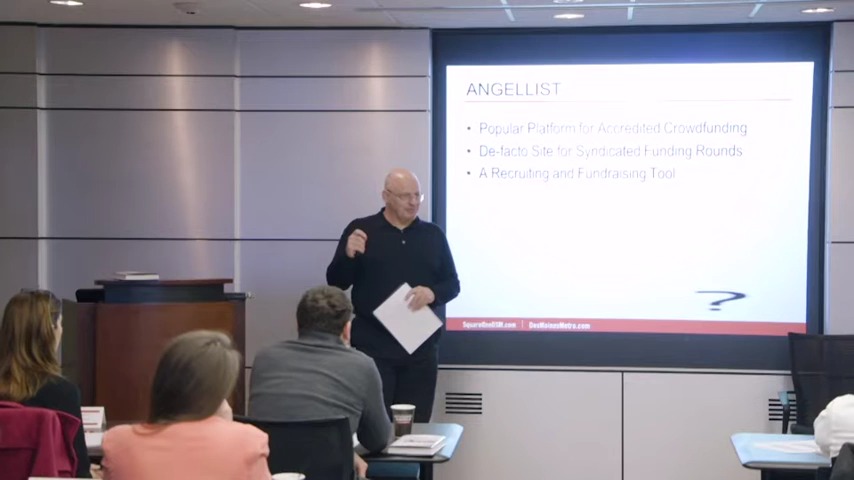 ANGELLIST
• Popular Platform for Accredited Crowdfunding
• De-facto Site for Syndicated Funding Rounds
• A Recruiting and Fundraising Tool
?
SquareOneDSM.com | DesMoinesMetro.com